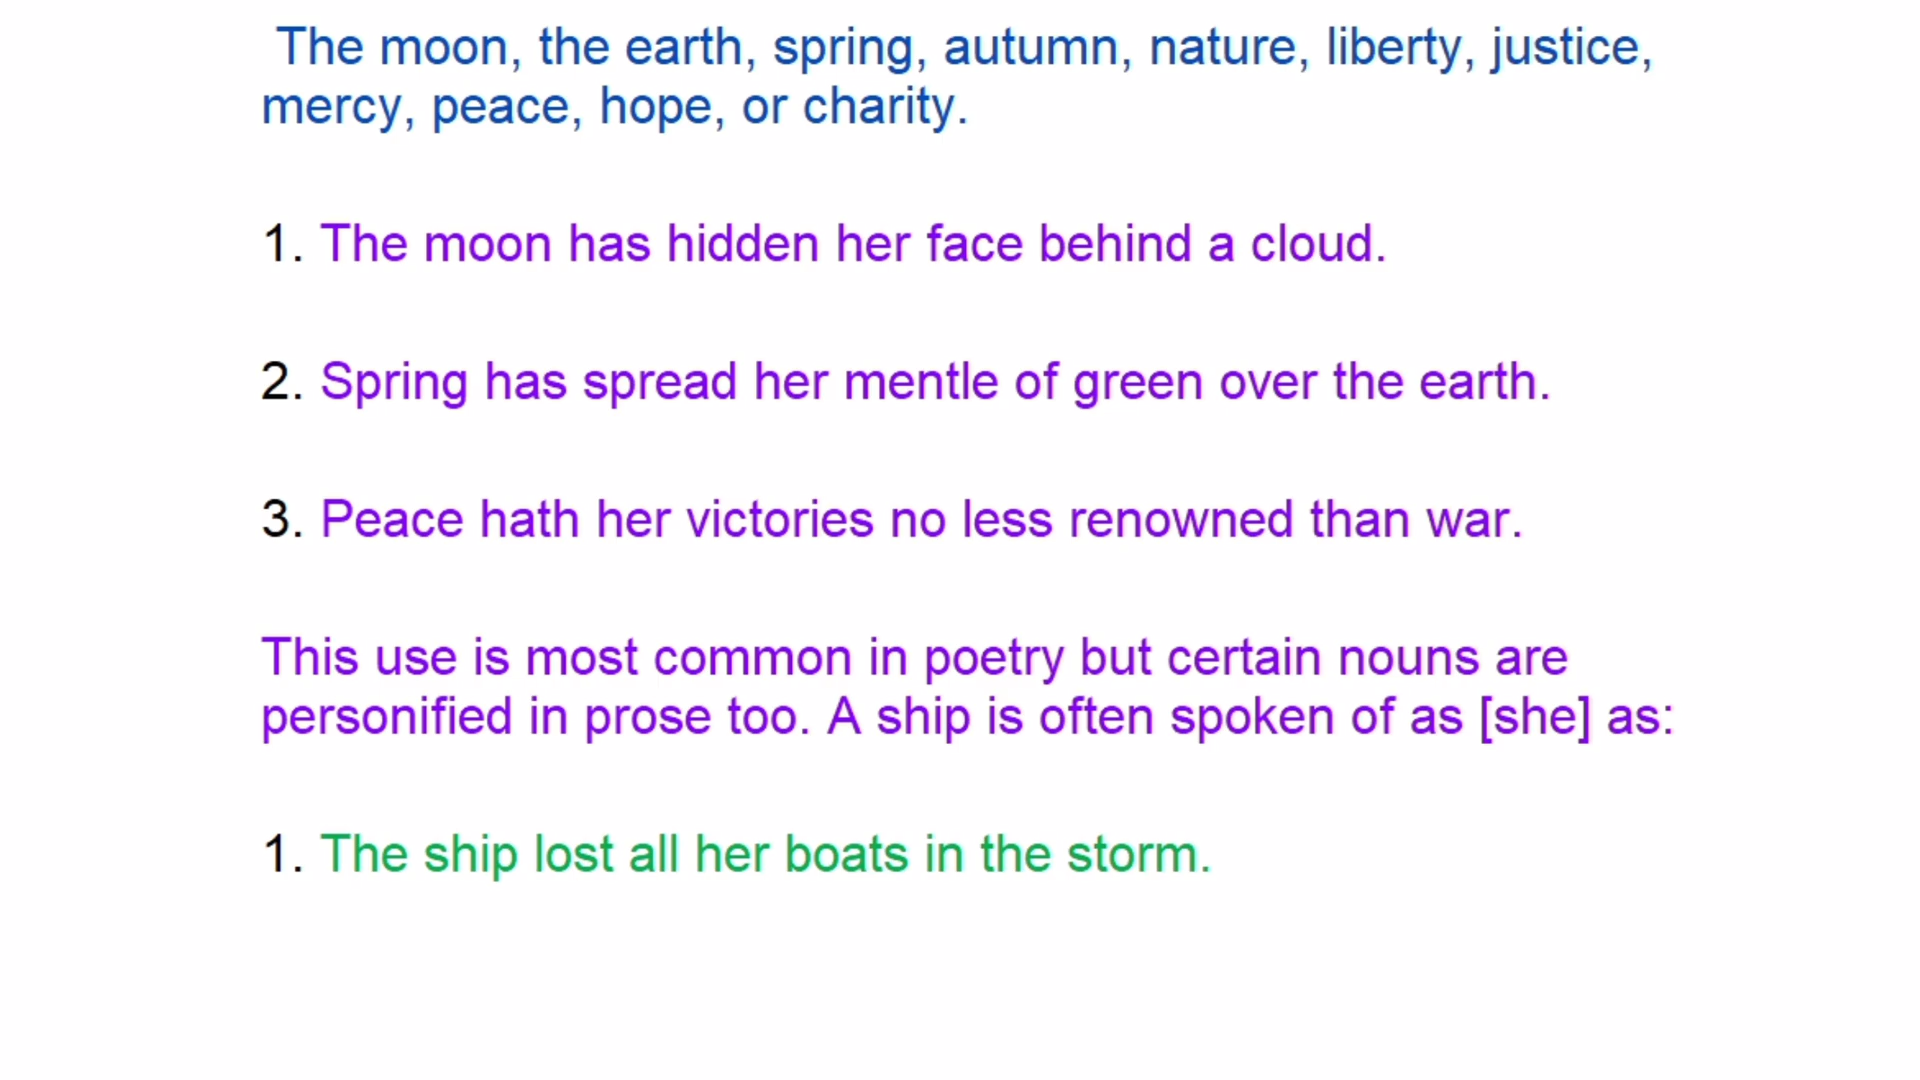 The moon, the earth, spring, autumn, nature, liberty, justice,
mercy, peace, hope, or charity.
1. The moon has hidden her face behind a cloud.
2. Spring has spread her mentle of green over the earth.
3. Peace hath her victories no less renowned than war.
This use is most common in poetry but certain nouns are
personified in prose too. A ship is often spoken of as [she] as:
1. The ship lost all her boats in the storm.